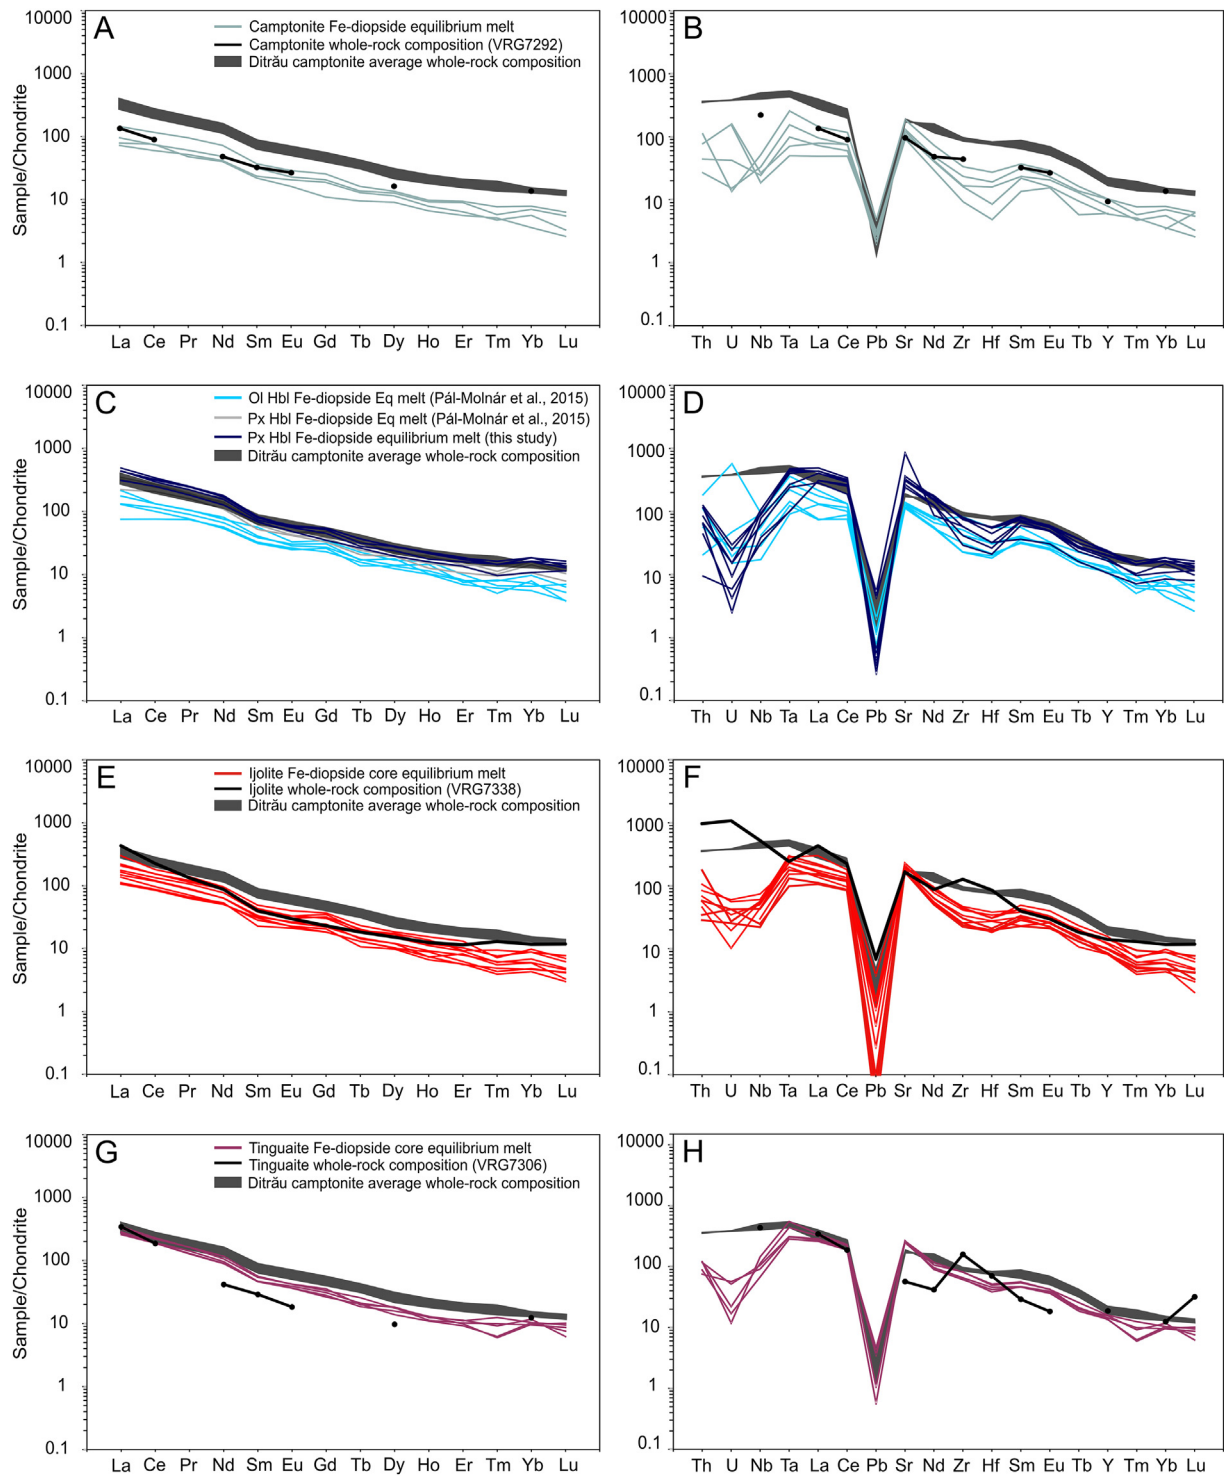 A
Camptonite Fe-diopside equilibrium melt
Camptonite whole-rock composition (VRG7292)
Ditrău camptonite average whole-rock composition
Sample/Chondrite
10000
1000
100
10
1
0.1
La Ce Pr Nd Sm Eu Gd Tb Dy Ho Er Tm Yb Lu
B
10000
1000
100
10
1
0.1
Th U Nb Ta La Ce Pb Sr Nd Zr Hf Sm Eu Tb Y Tm Yb Lu
C
Ol Hbl Fe-diopside Eq melt (Pál-Molnár et al., 2015)
Px Hbl Fe-diopside Eq melt (Pál-Molnár et al., 2015)
Px Hbl Fe-diopside equilibrium melt (this study)
Ditrău camptonite average whole-rock composition
Sample/Chondrite
10000
1000
100
10
1
0.1
La Ce Pr Nd Sm Eu Gd Tb Dy Ho Er Tm Yb Lu
D
10000
1000
100
10
1
0.1
Th U Nb Ta La Ce Pb Sr Nd Zr Hf Sm Eu Tb Y Tm Yb Lu
E
Ijolite Fe-diopside core equilibrium melt
Ijolite whole-rock composition (VRG7338)
Ditrău camptonite average whole-rock composition
Sample/Chondrite
10000
1000
100
10
1
0.1
La Ce Pr Nd Sm Eu Gd Tb Dy Ho Er Tm Yb Lu
F
10000
1000
100
10
1
0.1
Th U Nb Ta La Ce Pb Sr Nd Zr Hf Sm Eu Tb Y Tm Yb Lu
G
Tinguaite Fe-diopside core equilibrium melt
Tinguaite whole-rock composition (VRG7306)
Ditrău camptonite average whole-rock composition
Sample/Chondrite
10000
1000
100
10
1
0.1
La Ce Pr Nd Sm Eu Gd Tb Dy Ho Er Tm Yb Lu
H
10000
1000
100
10
1
0.1
Th U Nb Ta La Ce Pb Sr Nd Zr Hf Sm Eu Tb Y Tm Yb Lu